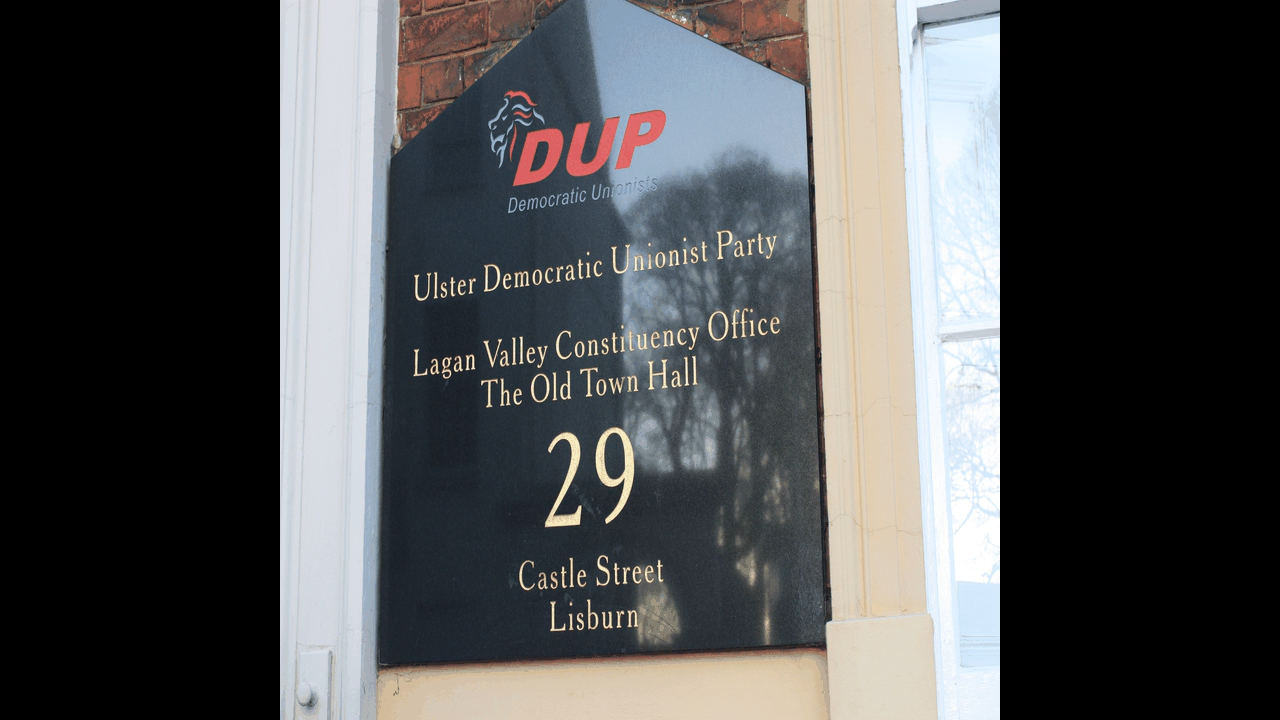 DUP
Democratic Unionists
Ulster Democratic Unionist Party
Lagan Valley Constituency Office
The Old Town Hall
29
Castle Street
Lisburn